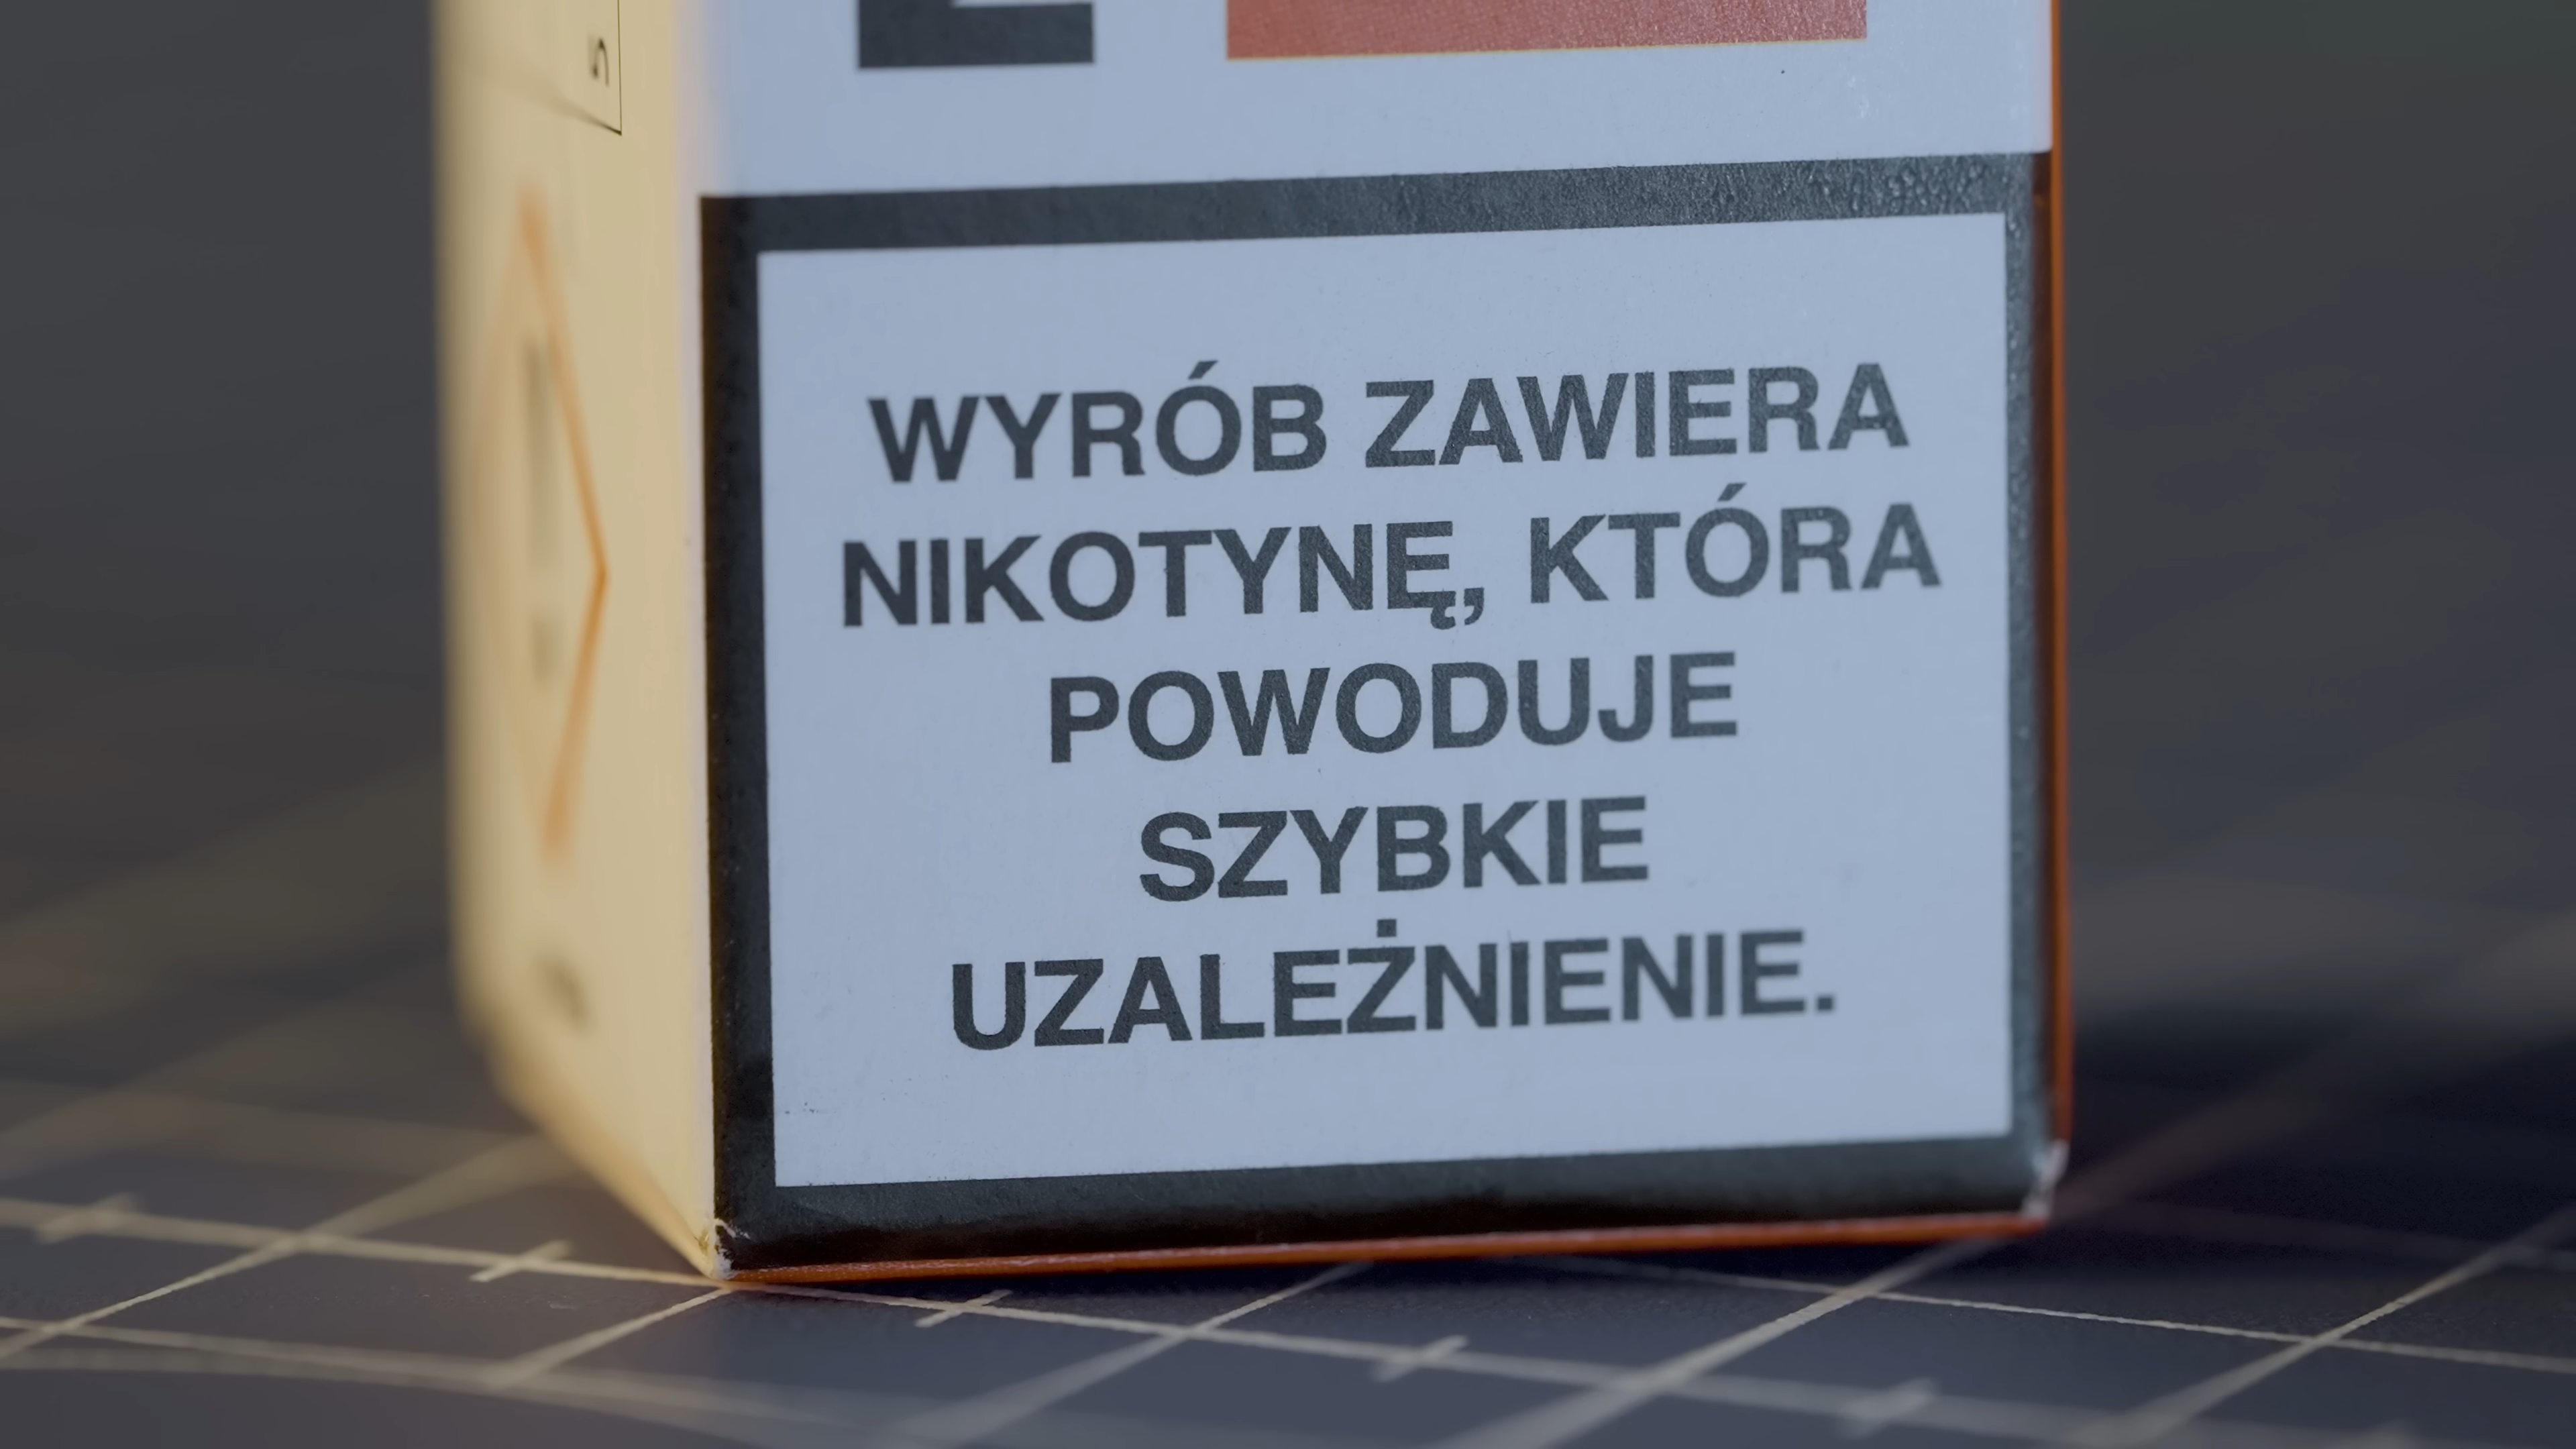 WYRÓB ZAWIERA
NIKOTYNĘ, KTÓRA
POWODUJE
SZYBKIE
UZALEŻNIENIE.